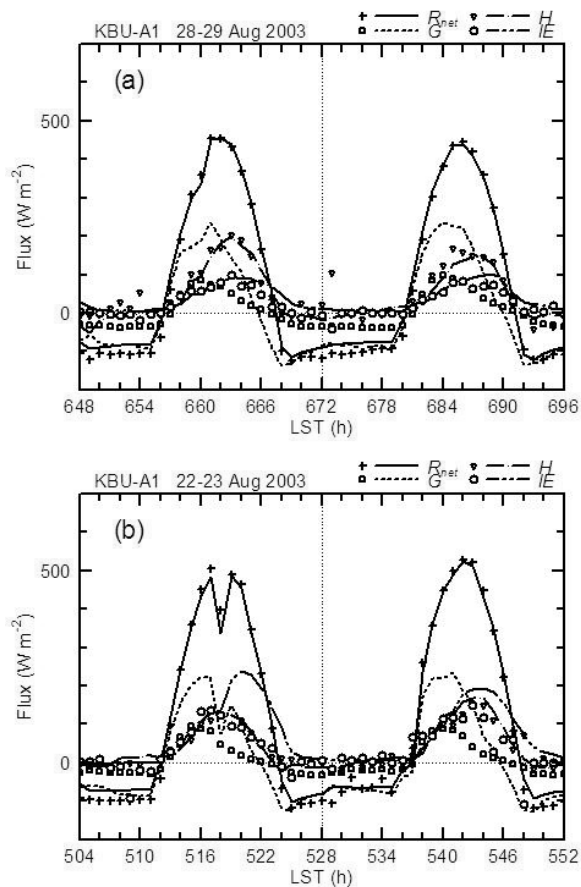 KBU-A1 28-29 Aug 2003
+ — Rnet ▿ –·– H
□ ---- G ○ –··– lE
(a)
500
0
Flux (W m-2)
648 654 660 666 672 678 684 690 696
LST (h)
KBU-A1 22-23 Aug 2003
+ — Rnet ▿ –·– H
□ ---- G ○ –··– lE
(b)
500
0
Flux (W m-2)
504 510 516 522 528 534 540 546 552
LST (h)